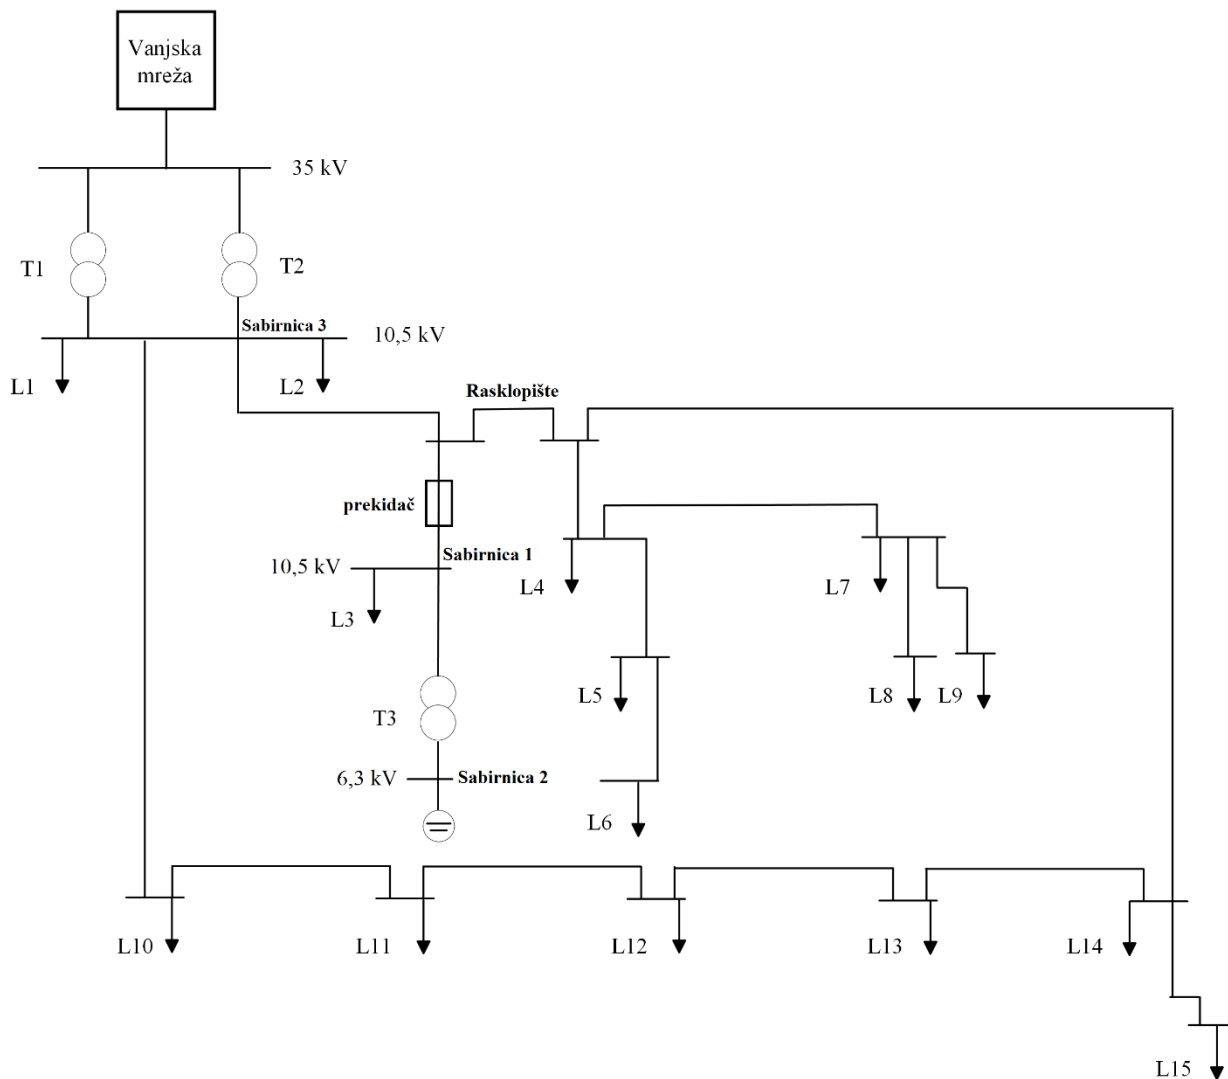 Vanjska
mreža
35 kV
T1
T2
Sabirnica 3
10,5 kV
L1
L2
Rasklopište
prekidač
Sabirnica 1
10,5 kV
L3
L4
L7
L5
L8
L9
T3
6,3 kV
Sabirnica 2
L6
L10
L11
L12
L13
L14
L15